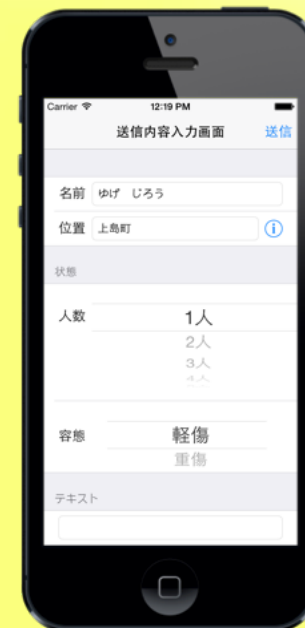 Carrier 12:19 PM
送信内容入力画面 送信
名前 ゆげ じろう
位置 上島町
状態
人数 1人
2人
3人
4人
容態 軽傷
重傷
テキスト